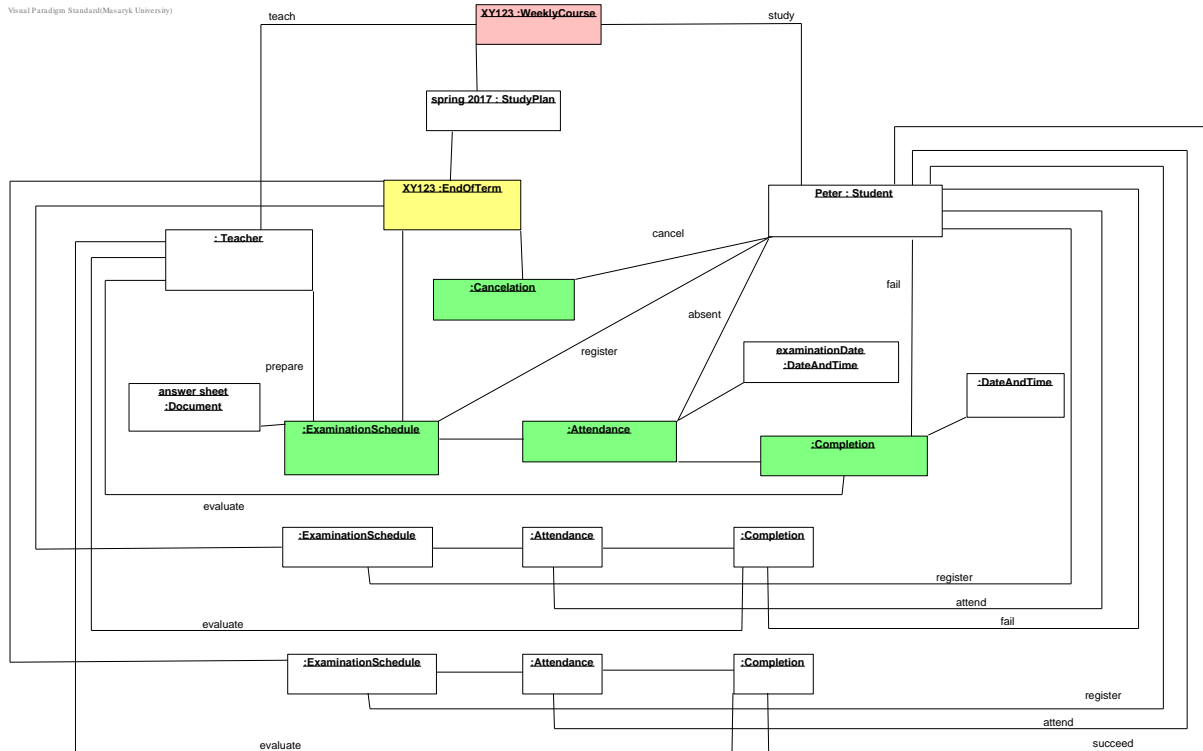 Visual Paradigm Standard(Masaryk University)
teach
XY123 :WeeklyCourse
study
spring 2017 : StudyPlan
XY123 :EndOfTerm
Peter : Student
: Teacher
cancel
:Cancelation
fail
absent
register
examinationDate
:DateAndTime
prepare
:DateAndTime
answer sheet
:Document
:ExaminationSchedule
:Attendance
:Completion
evaluate
:ExaminationSchedule
:Attendance
:Completion
register
attend
evaluate
fail
:ExaminationSchedule
:Attendance
:Completion
register
attend
evaluate
succeed